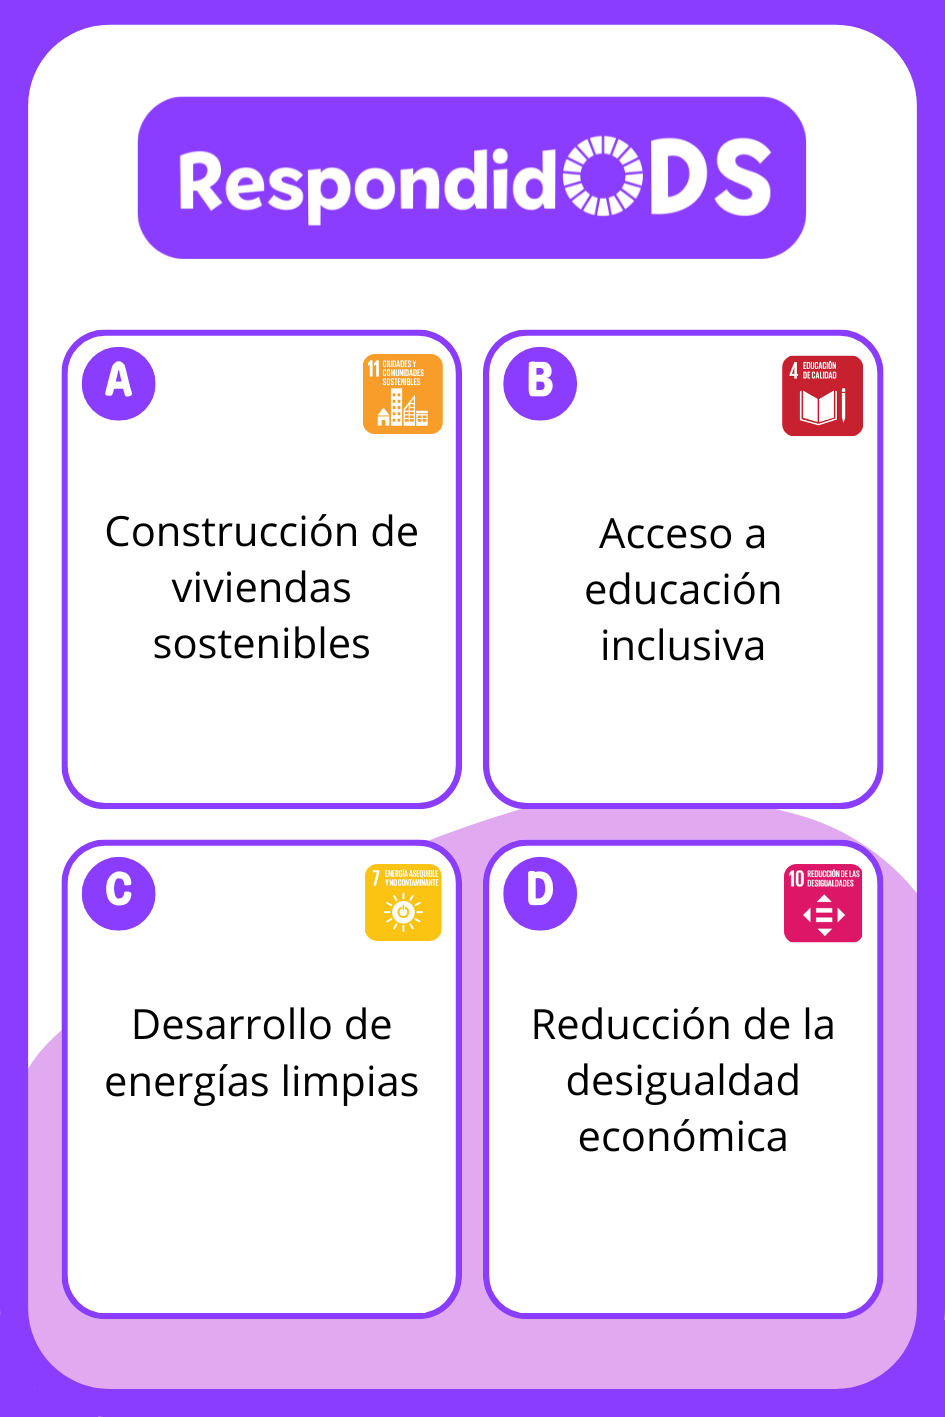 RespondidODS
A
11 CIUDADES Y
COMUNIDADES
SOSTENIBLES
Construcción de
viviendas
sostenibles
B
4 EDUCACIÓN
DE CALIDAD
Acceso a
educación
inclusiva
C
7 ENERGÍA ASEQUIBLE
Y NO CONTAMINANTE
Desarrollo de
energías limpias
D
10 REDUCCIÓN DE LAS
DESIGUALDADES
Reducción de la
desigualdad
económica